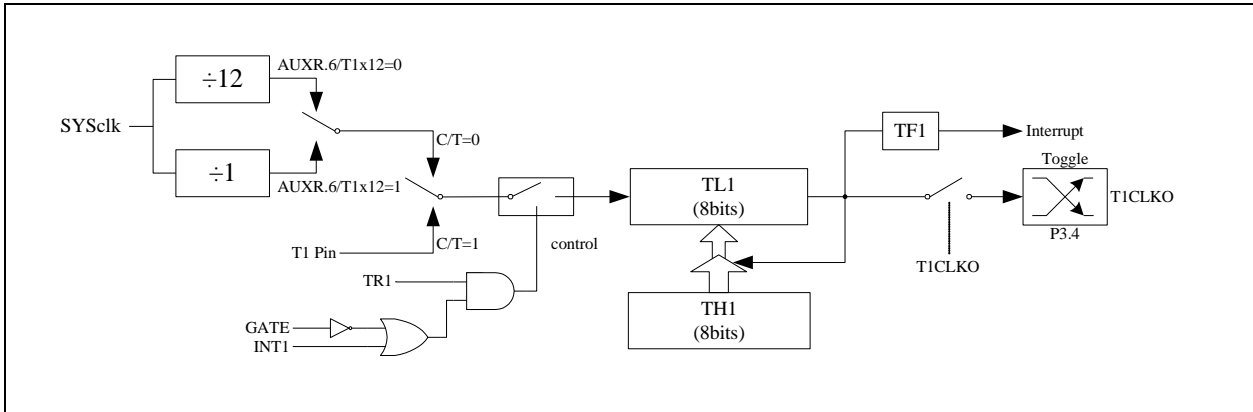 SYSclk
÷12
AUXR.6/T1x12=0
÷1
AUXR.6/T1x12=1
C/T=0
T1 Pin
C/T=1
control
TR1
GATE
INT1
TL1
(8bits)
TH1
(8bits)
TF1
Interrupt
Toggle
T1CLKO
P3.4
T1CLKO